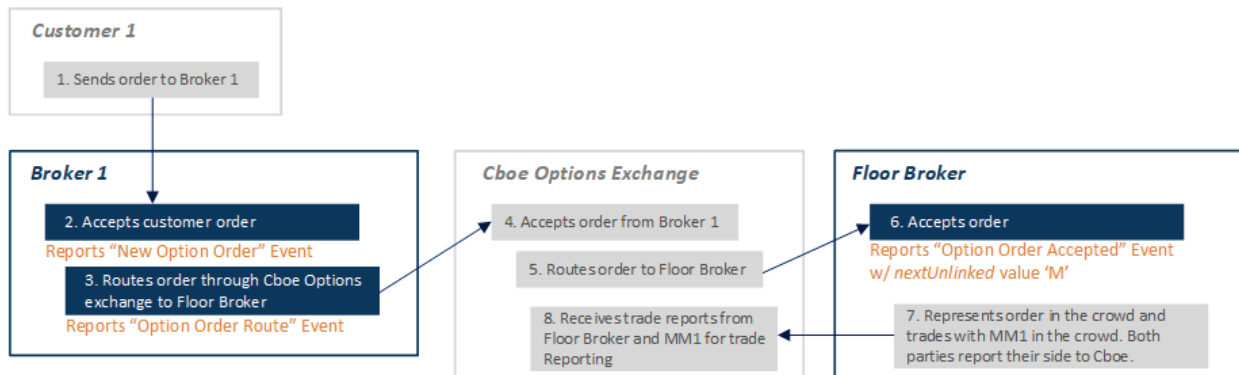 Customer 1
1. Sends order to Broker 1
Broker 1
2. Accepts customer order
Reports “New Option Order” Event
3. Routes order through Cboe Options
exchange to Floor Broker
Reports “Option Order Route” Event
Cboe Options Exchange
4. Accepts order from Broker 1
5. Routes order to Floor Broker
8. Receives trade reports from
Floor Broker and MM1 for trade
Reporting
Floor Broker
6. Accepts order
Reports “Option Order Accepted” Event
w/ nextUnlinked value ‘M’
7. Represents order in the crowd and
trades with MM1 in the crowd. Both
parties report their side to Cboe.